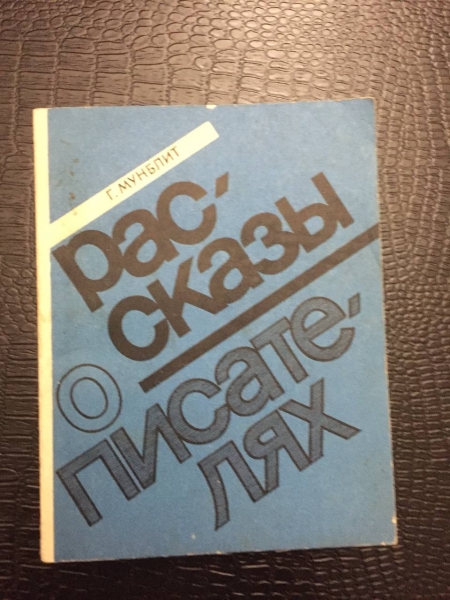 Г. МУНБЛИТ
рас-
сказы
о
писате-
лях